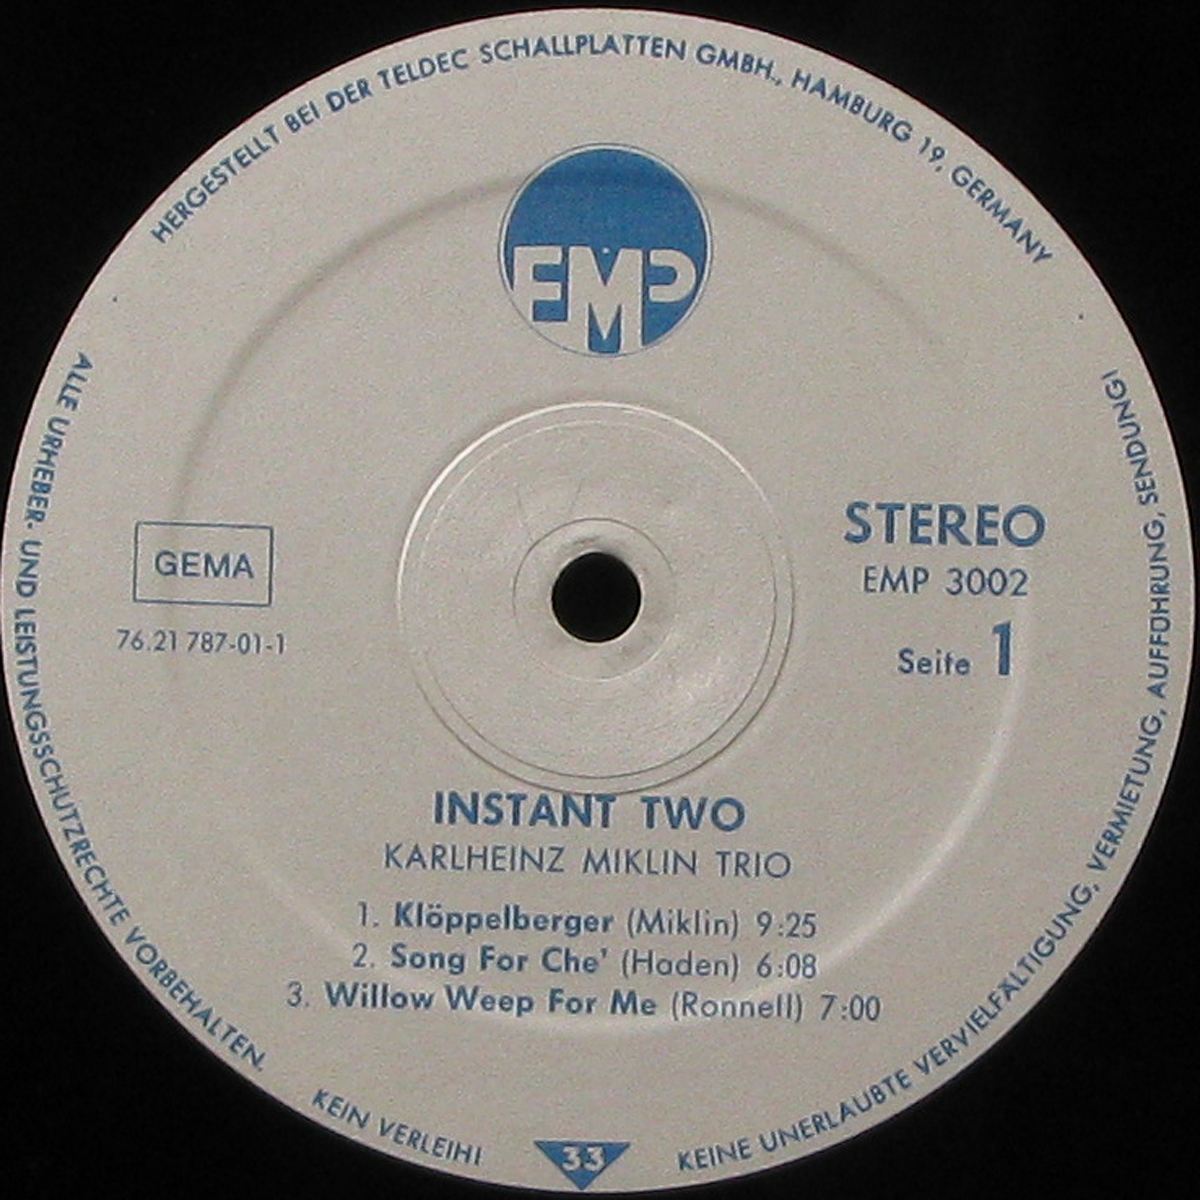 HERGESTELLT BEI DER TELDEC SCHALLPLATTEN GMBH., HAMBURG 19, GERMANY
EMP
GEMA
76.21 787-01-1
STEREO
EMP 3002
Seite 1
INSTANT TWO
KARLHEINZ MIKLIN TRIO
1. Klöppelberger (Miklin) 9:25
2. Song For Che' (Haden) 6:08
3. Willow Weep For Me (Ronnell) 7:00
ALLE URHEBER- UND LEISTUNGSSCHUTZRECHTE VORBEHALTEN.
KEIN VERLEIH!
33
KEINE UNERLAUBTE VERVIELFÄLTIGUNG, VERMIETUNG, AUFFÜHRUNG, SENDUNG!